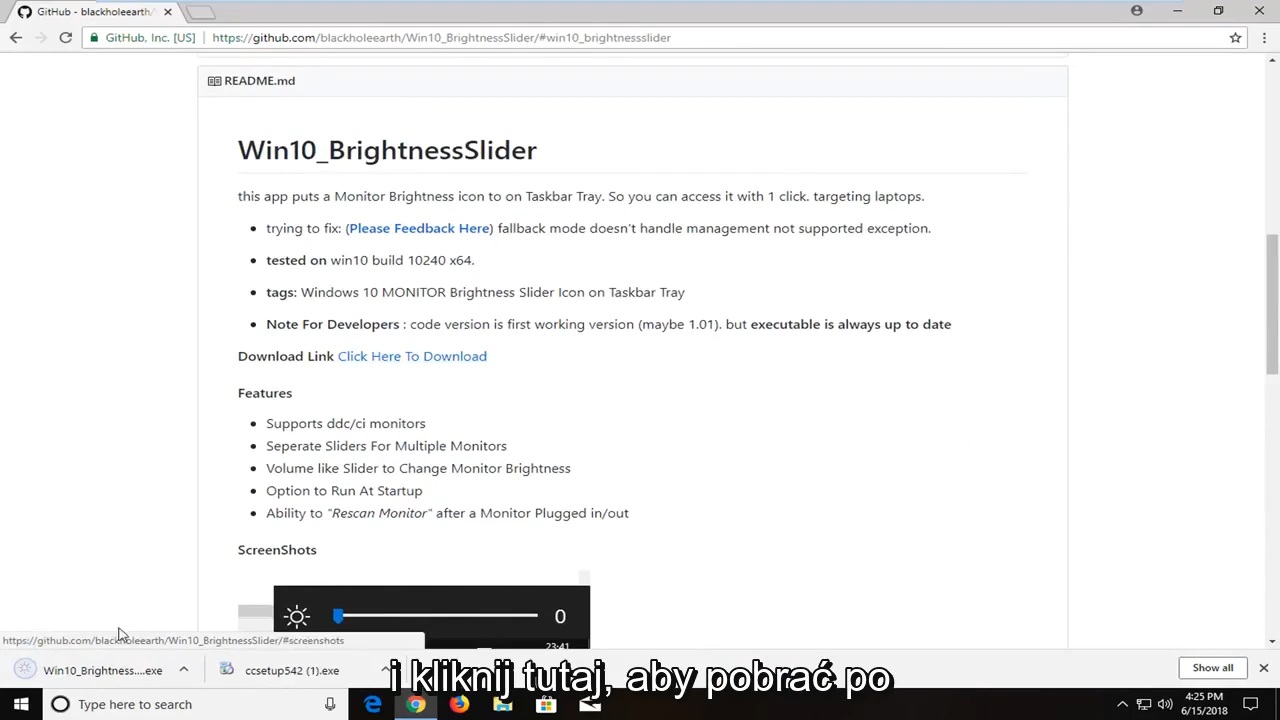 GitHub - blackholeearth/
GitHub, Inc. [US]
https://github.com/blackholeearth/Win10_BrightnessSlider/#win10_brightnessslider
README.md
Win10_BrightnessSlider
this app puts a Monitor Brightness icon to on Taskbar Tray. So you can access it with 1 click. targeting laptops.
trying to fix: (Please Feedback Here) fallback mode doesn't handle management not supported exception.
tested on win10 build 10240 x64.
tags: Windows 10 MONITOR Brightness Slider Icon on Taskbar Tray
Note For Developers : code version is first working version (maybe 1.01). but executable is always up to date
Download Link Click Here To Download
Features
Supports ddc/ci monitors
Seperate Sliders For Multiple Monitors
Volume like Slider to Change Monitor Brightness
Option to Run At Startup
Ability to "Rescan Monitor" after a Monitor Plugged in/out
ScreenShots
0
23:41
https://github.com/blackholeearth/Win10_BrightnessSlider/#screenshots
Win10_Brightness....exe
ccsetup542 (1).exe
Show all
i kliknij tutaj, aby pobrać po
Type here to search
4:25 PM
6/15/2018